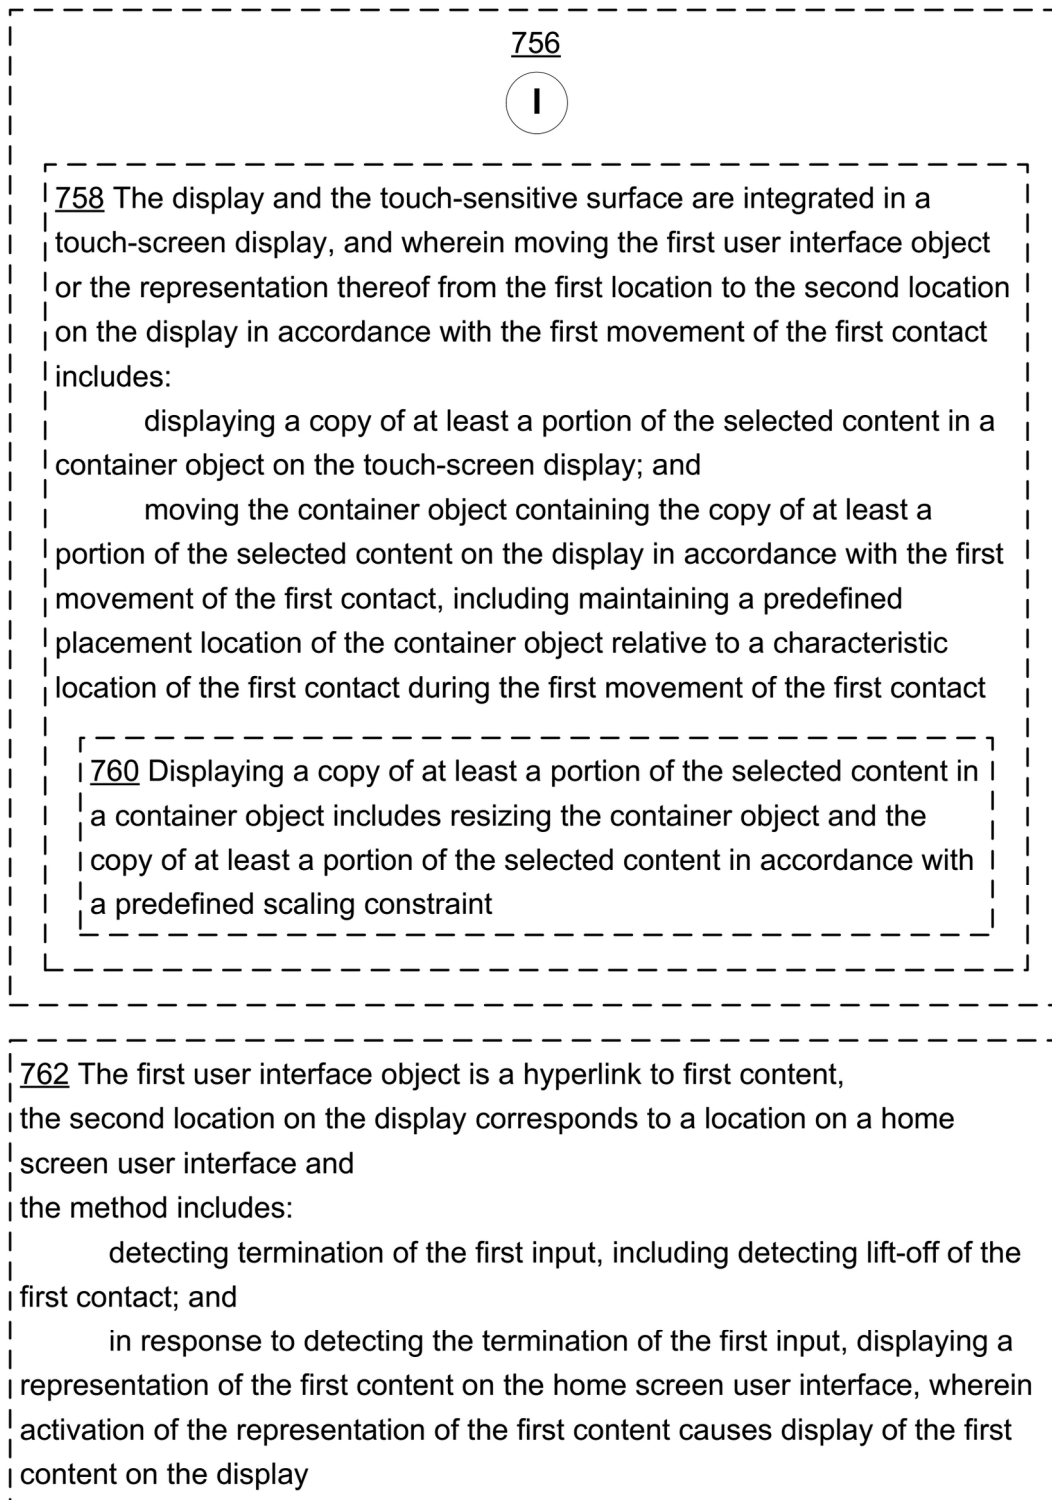 756
I
758 The display and the touch-sensitive surface are integrated in a
touch-screen display, and wherein moving the first user interface object
or the representation thereof from the first location to the second location
on the display in accordance with the first movement of the first contact
includes:
displaying a copy of at least a portion of the selected content in a
container object on the touch-screen display; and
moving the container object containing the copy of at least a
portion of the selected content on the display in accordance with the first
movement of the first contact, including maintaining a predefined
placement location of the container object relative to a characteristic
location of the first contact during the first movement of the first contact
760 Displaying a copy of at least a portion of the selected content in
a container object includes resizing the container object and the
copy of at least a portion of the selected content in accordance with
a predefined scaling constraint
762 The first user interface object is a hyperlink to first content,
the second location on the display corresponds to a location on a home
screen user interface and
the method includes:
detecting termination of the first input, including detecting lift-off of the
first contact; and
in response to detecting the termination of the first input, displaying a
representation of the first content on the home screen user interface, wherein
activation of the representation of the first content causes display of the first
content on the display